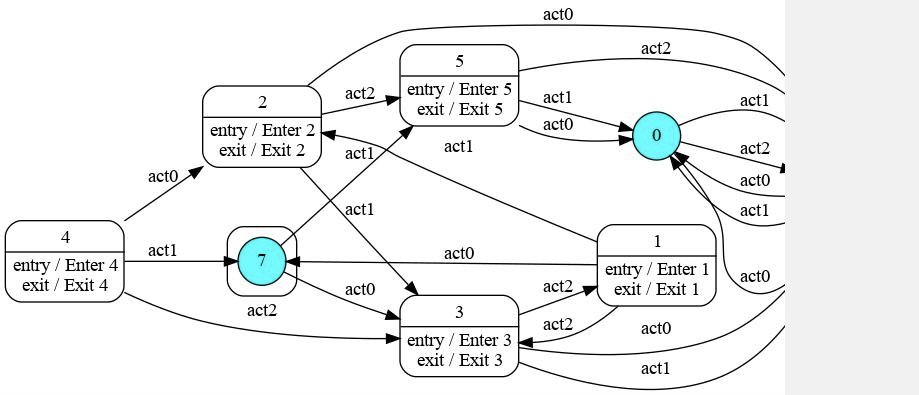 act0
5
entry / Enter 5
exit / Exit 5
act2
2
entry / Enter 2
exit / Exit 2
act2
act1
act0
0
act1
act2
act0
act1
act1
act1
act0
act1
4
entry / Enter 4
exit / Exit 4
act1
7
act0
1
entry / Enter 1
exit / Exit 1
act0
act0
act2
act2
3
entry / Enter 3
exit / Exit 3
act2
act0
act1